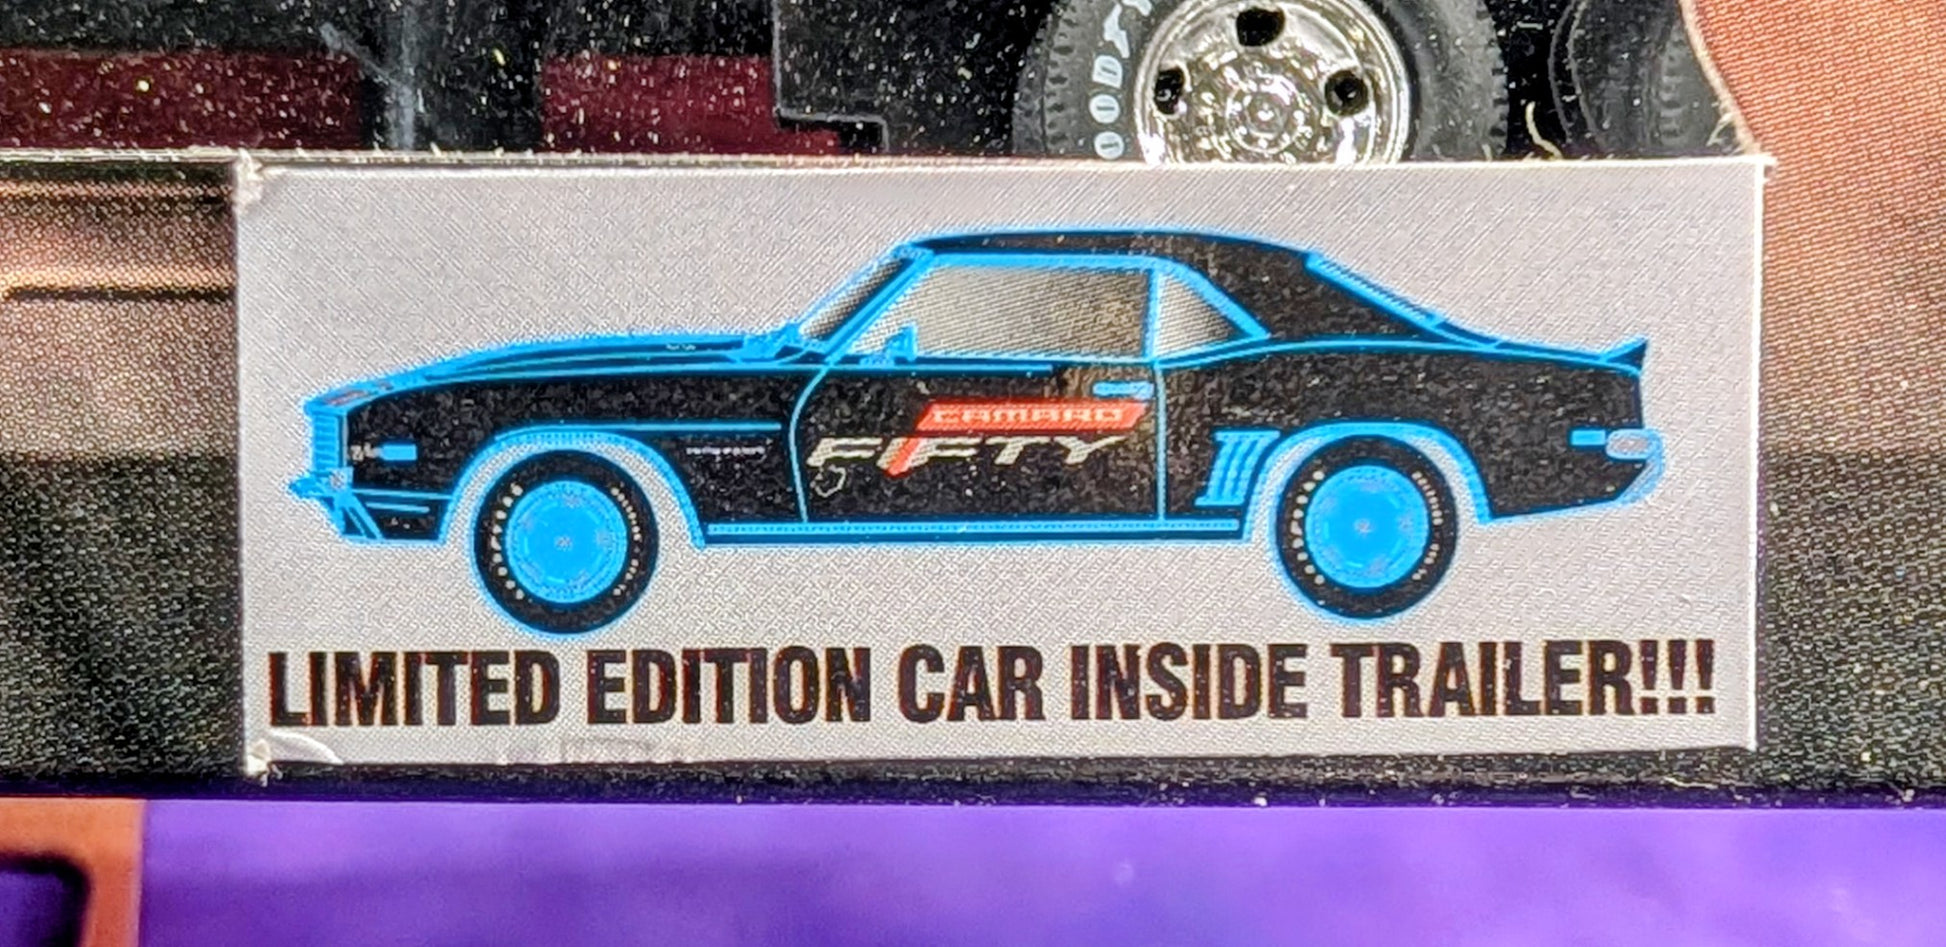 CAMARO
FIFTY
LIMITED EDITION CAR INSIDE TRAILER!!!